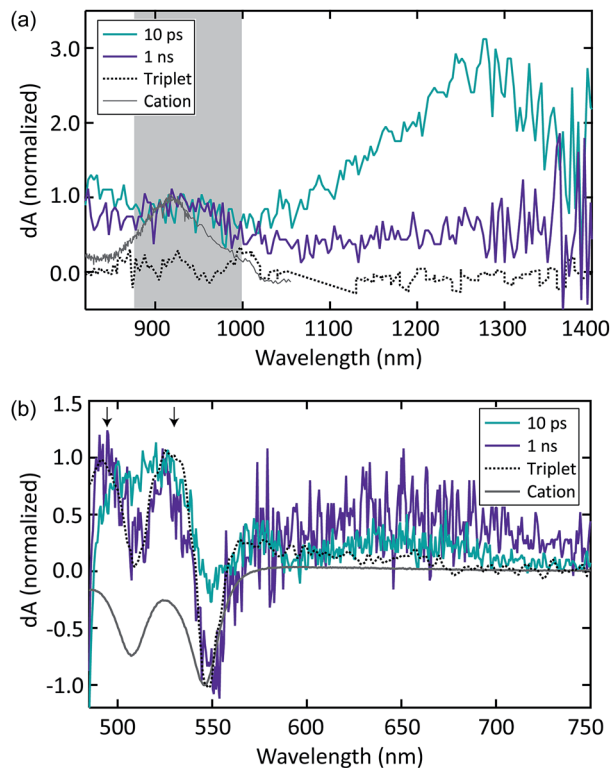 (a)
3.0
2.0
1.0
0.0
dA (normalized)
10 ps
1 ns
Triplet
Cation
900 1000 1100 1200 1300 1400
Wavelength (nm)
(b)
1.5
1.0
0.5
0.0
-0.5
-1.0
dA (normalized)
10 ps
1 ns
Triplet
Cation
500 550 600 650 700 750
Wavelength (nm)